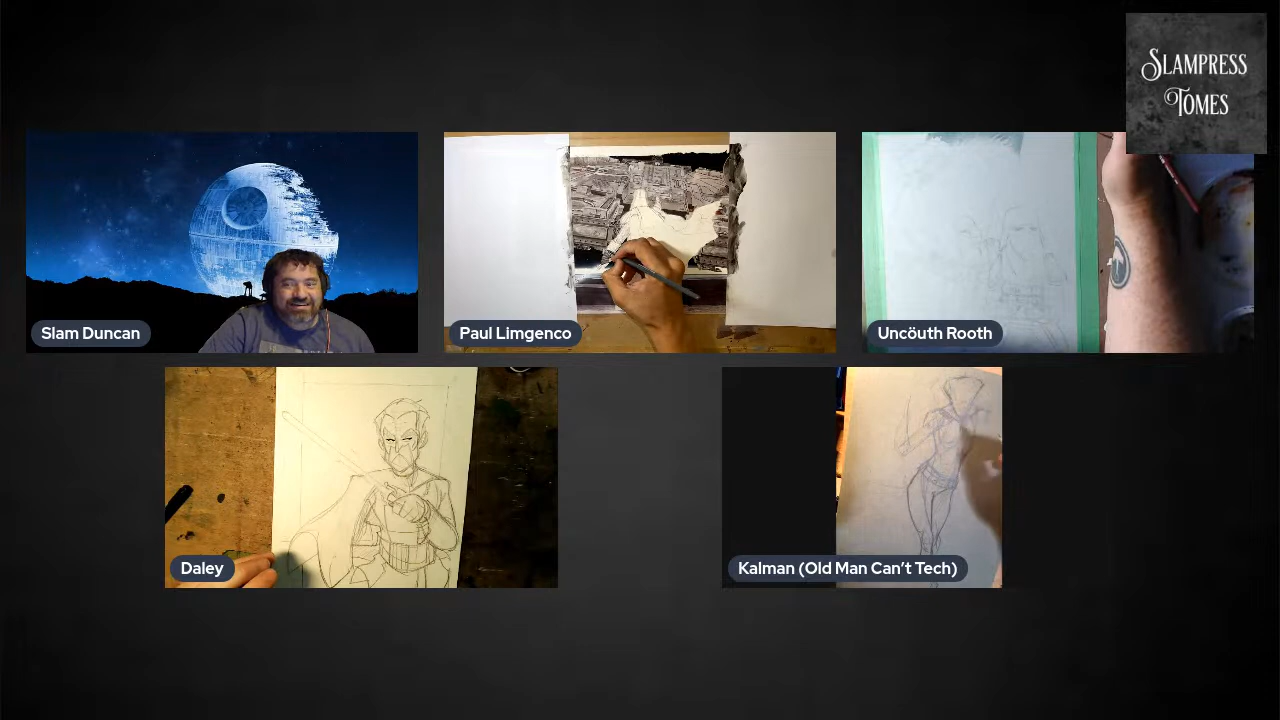 Slampress
Tomes
Slam Duncan
Paul Limgenco
Uncöuth Rooth
Daley
Kalman (Old Man Can't Tech)